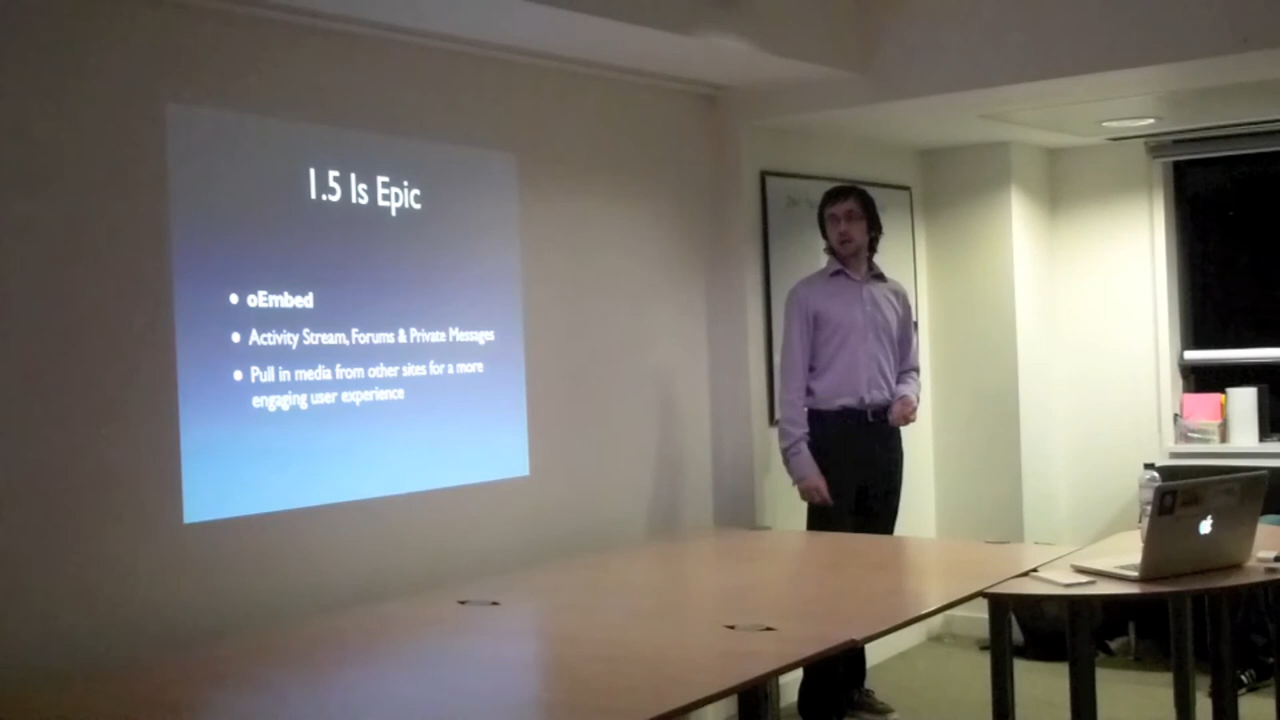 1.5 Is Epic
• oEmbed
• Activity Stream, Forums & Private Messages
• Pull in media from other sites for a more
engaging user experience